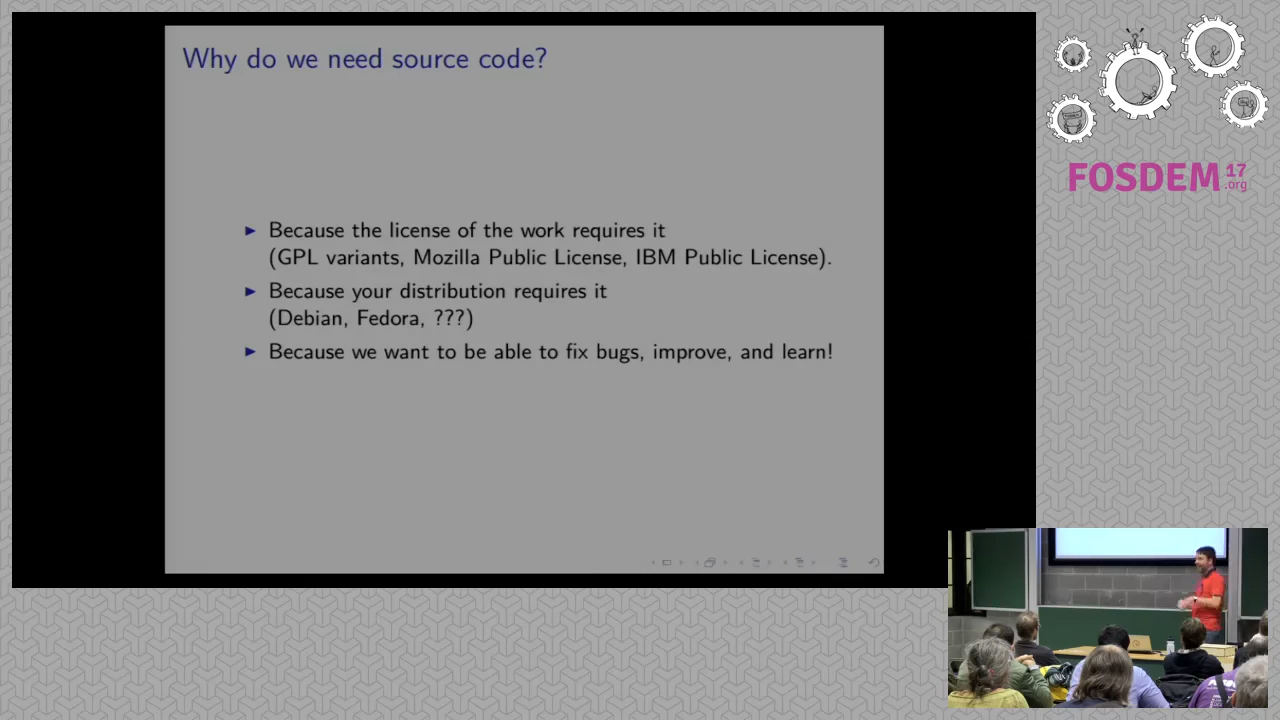 Why do we need source code?
Because the license of the work requires it
(GPL variants, Mozilla Public License, IBM Public License).
Because your distribution requires it
(Debian, Fedora, ???)
Because we want to be able to fix bugs, improve, and learn!
FOSDEM 17
.org